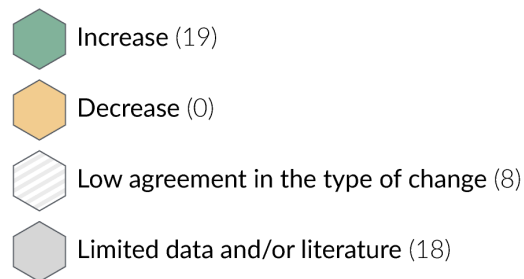 Increase (19)
Decrease (0)
Low agreement in the type of change (8)
Limited data and/or literature (18)